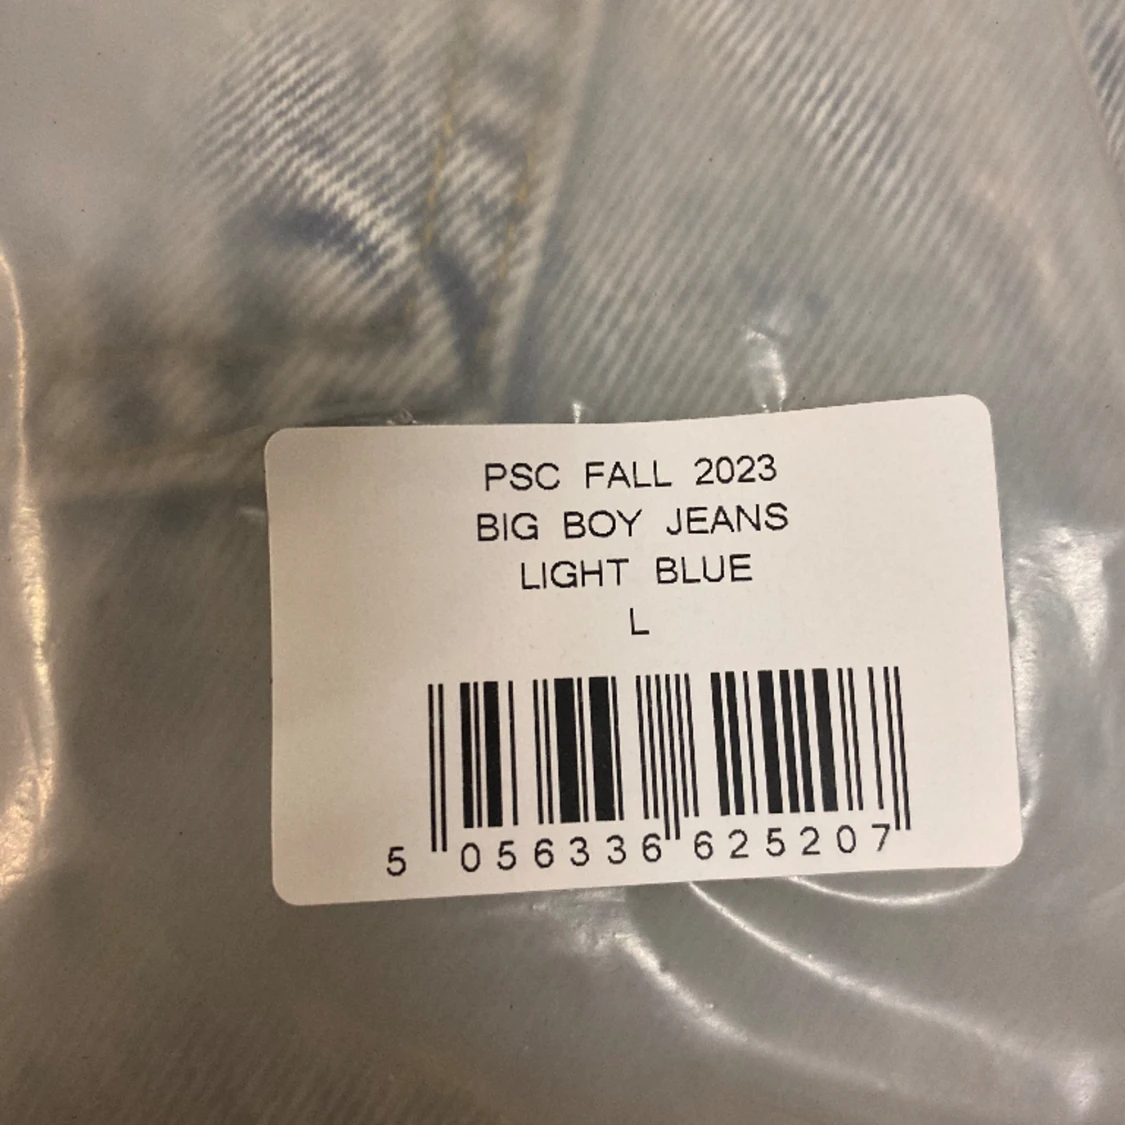 PSC FALL 2023
BIG BOY JEANS
LIGHT BLUE
L
5 056336 625207